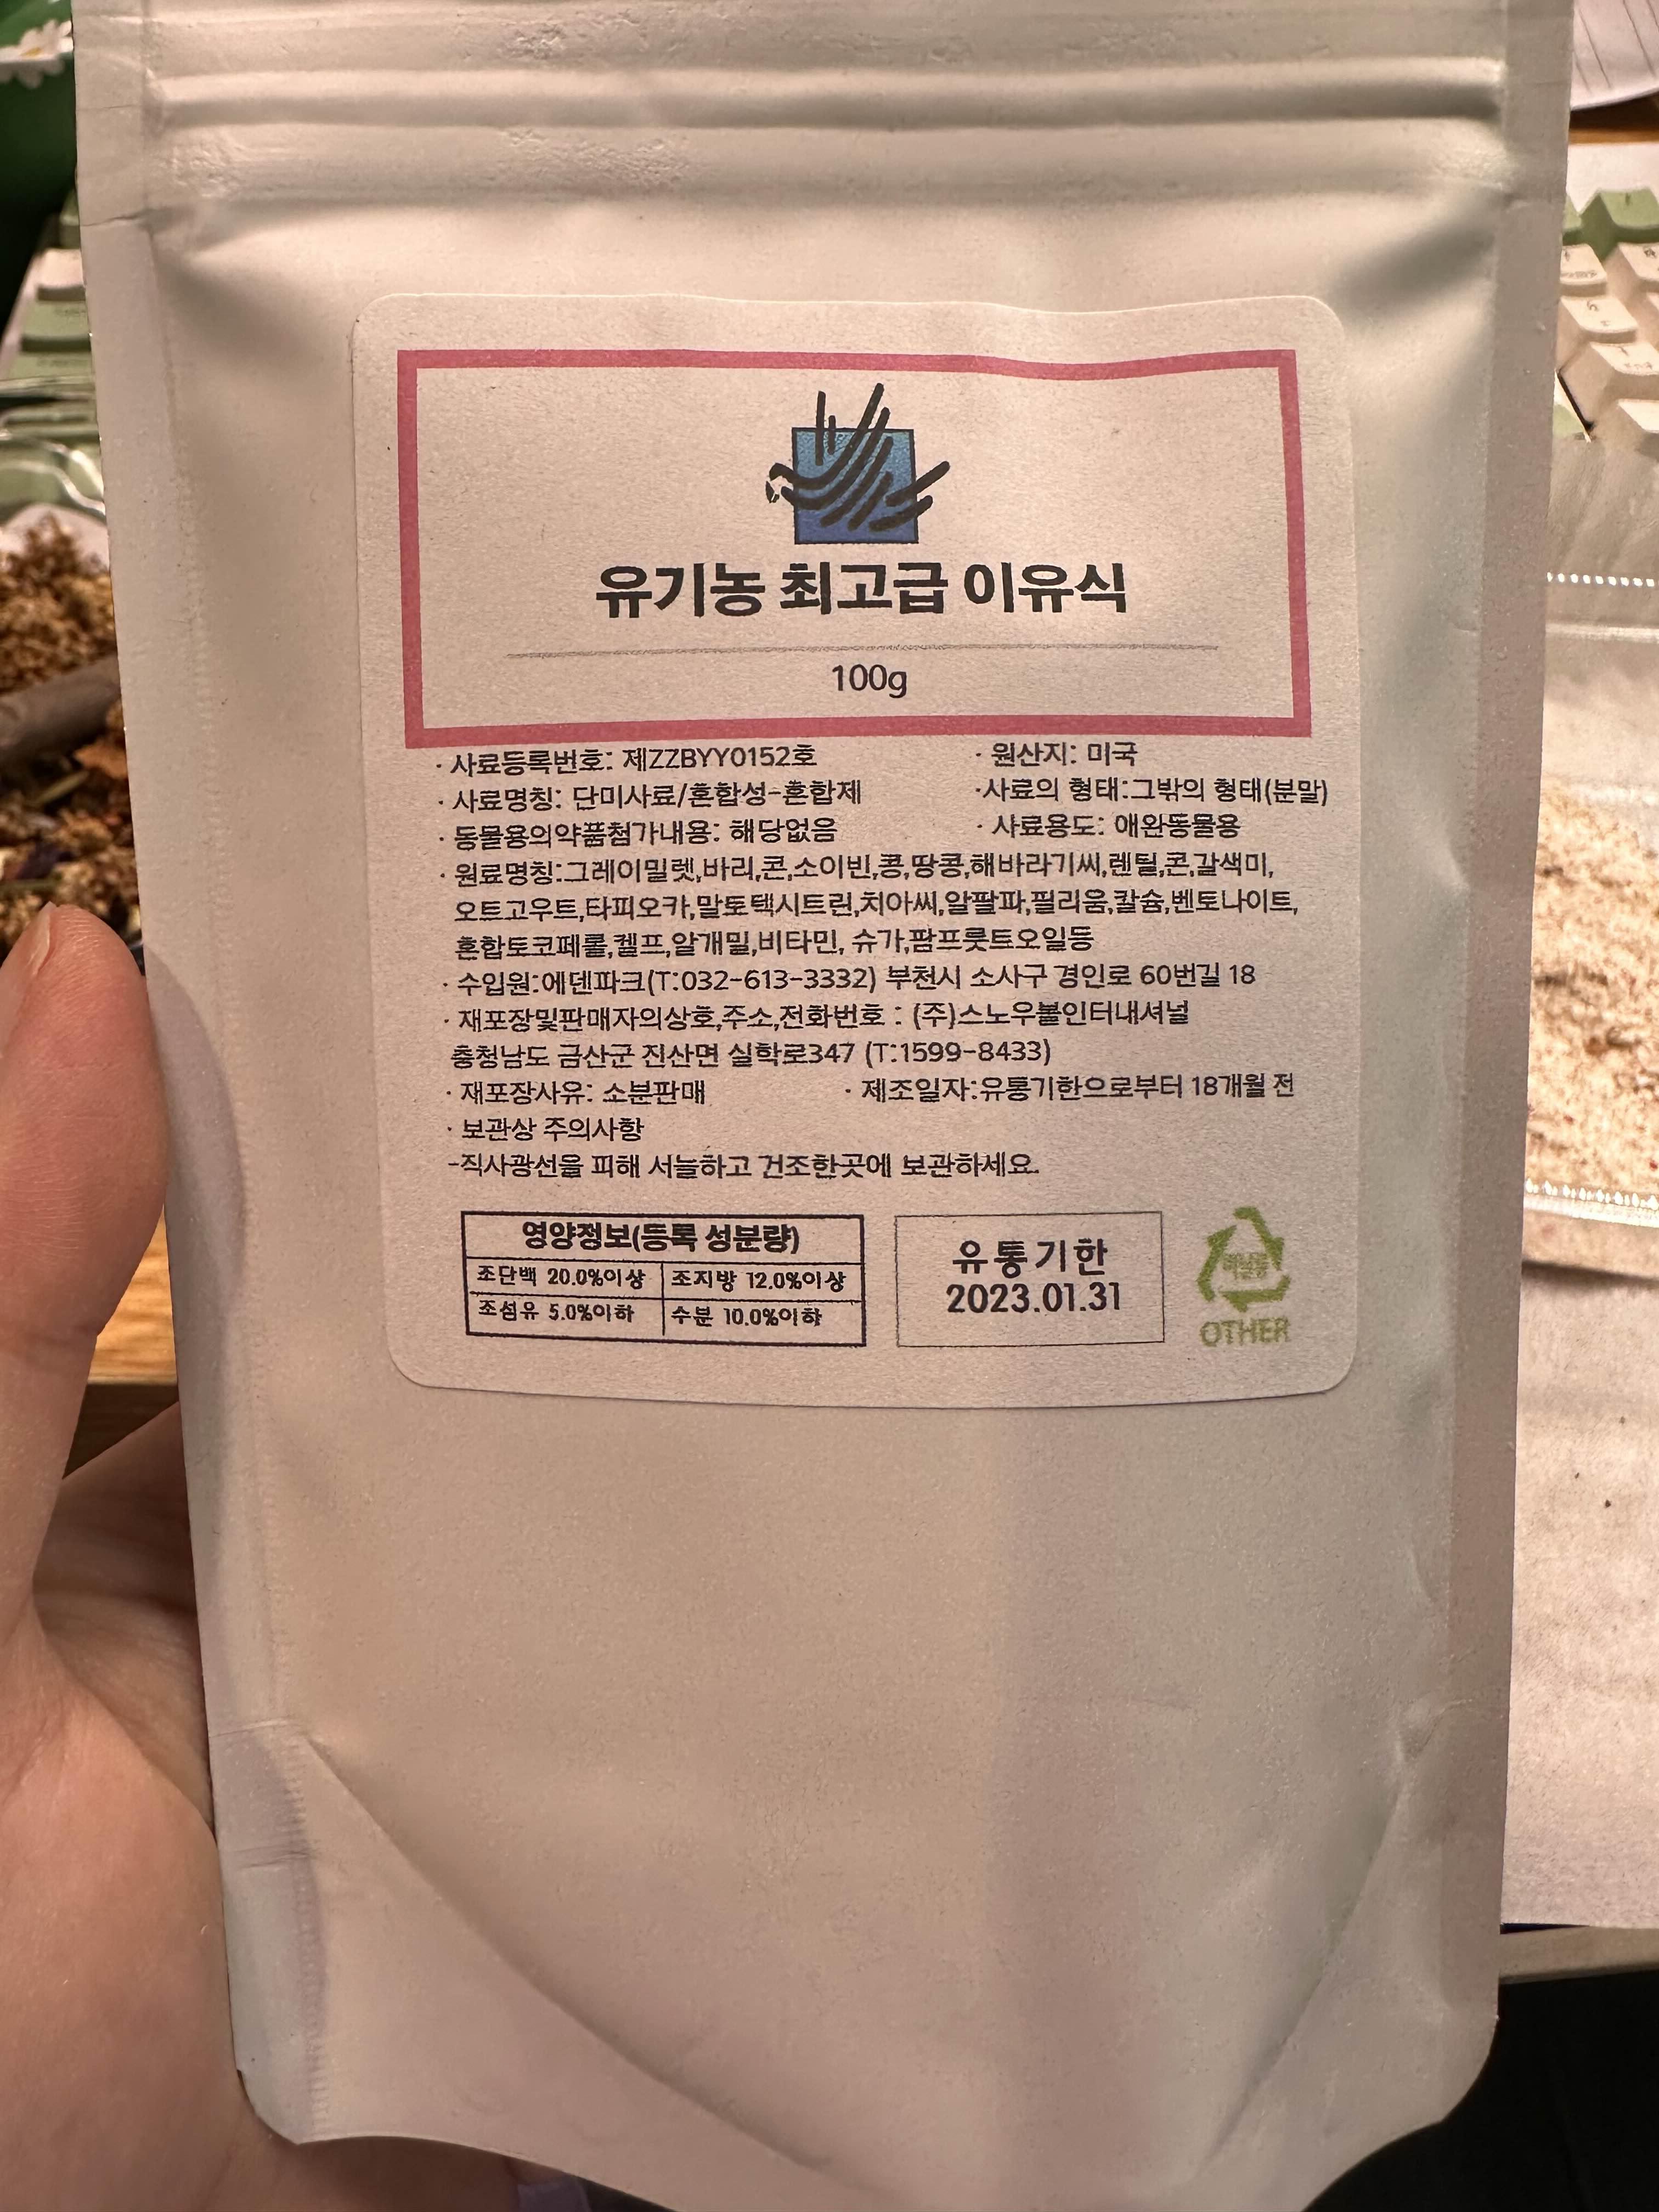 유기농 최고급 이유식
100g
· 사료등록번호: 제ZZBYY0152호 · 원산지: 미국
· 사료명칭: 단미사료/혼합성-혼합제 ·사료의 형태:그밖의 형태(분말)
· 동물용의약품첨가내용: 해당없음 · 사료용도: 애완동물용
· 원료명칭:그레이밀렛,바리,콘,소이빈,콩,땅콩,해바라기씨,렌틸,콘,갈색미,
오트고우트,타피오카,말토텍시트린,치아씨,알팔파,필리움,칼슘,벤토나이트,
혼합토코페롤,켈프,알개밀,비타민, 슈가,팜프룻트오일등
· 수입원:에덴파크(T:032-613-3332) 부천시 소사구 경인로 60번길 18
· 재포장및판매자의상호,주소,전화번호 : (주)스노우볼인터내셔널
충청남도 금산군 진산면 실학로347 (T:1599-8433)
· 재포장사유: 소분판매 · 제조일자:유통기한으로부터 18개월 전
· 보관상 주의사항
-직사광선을 피해 서늘하고 건조한곳에 보관하세요.
영양정보(등록 성분량)
조단백 20.0%이상 조지방 12.0%이상
조섬유 5.0%이하 수분 10.0%이하
유통기한
2023.01.31
비닐류
OTHER